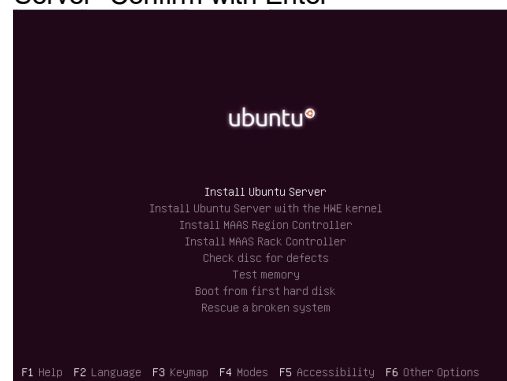 Server" Confirm with Enter
ubuntu
Install Ubuntu Server
Install Ubuntu Server with the HWE kernel
Install MAAS Region Controller
Install MAAS Rack Controller
Check disc for defects
Test memory
Boot from first hard disk
Rescue a broken system
F1 Help F2 Language F3 Keymap F4 Modes F5 Accessibility F6 Other Options